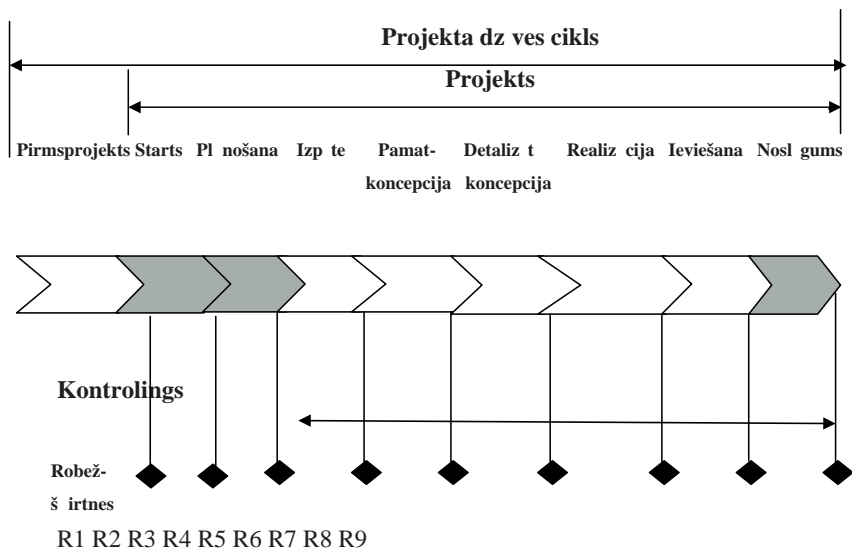 Projekta dz ves cikls
Projekts
Pirmsprojekts Starts Pl nošana Izp te Pamat- Detaliz t Realiz cija Ieviešana Nosl gums
koncepcija koncepcija
Kontrolings
Robež-
š irtnes
R1 R2 R3 R4 R5 R6 R7 R8 R9